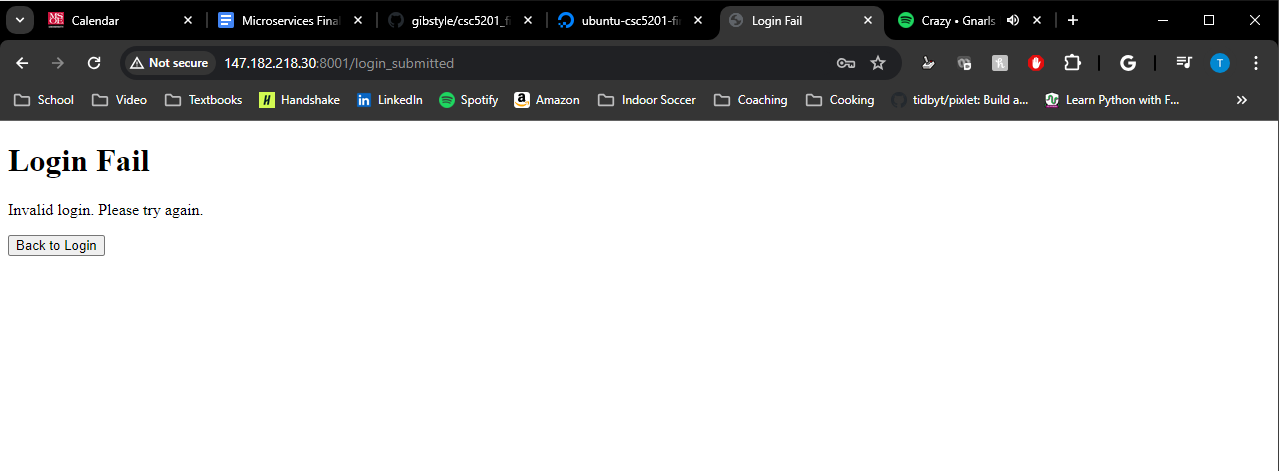 Calendar
Microservices Final
gibstyle/csc5201_fi
ubuntu-csc5201-fi
Login Fail
Crazy • Gnarls
Not secure
147.182.218.30:8001/login_submitted
T
School
Video
Textbooks
Handshake
LinkedIn
Spotify
Amazon
Indoor Soccer
Coaching
Cooking
tidbyt/pixlet: Build a...
Learn Python with F...
Login Fail
Invalid login. Please try again.
Back to Login